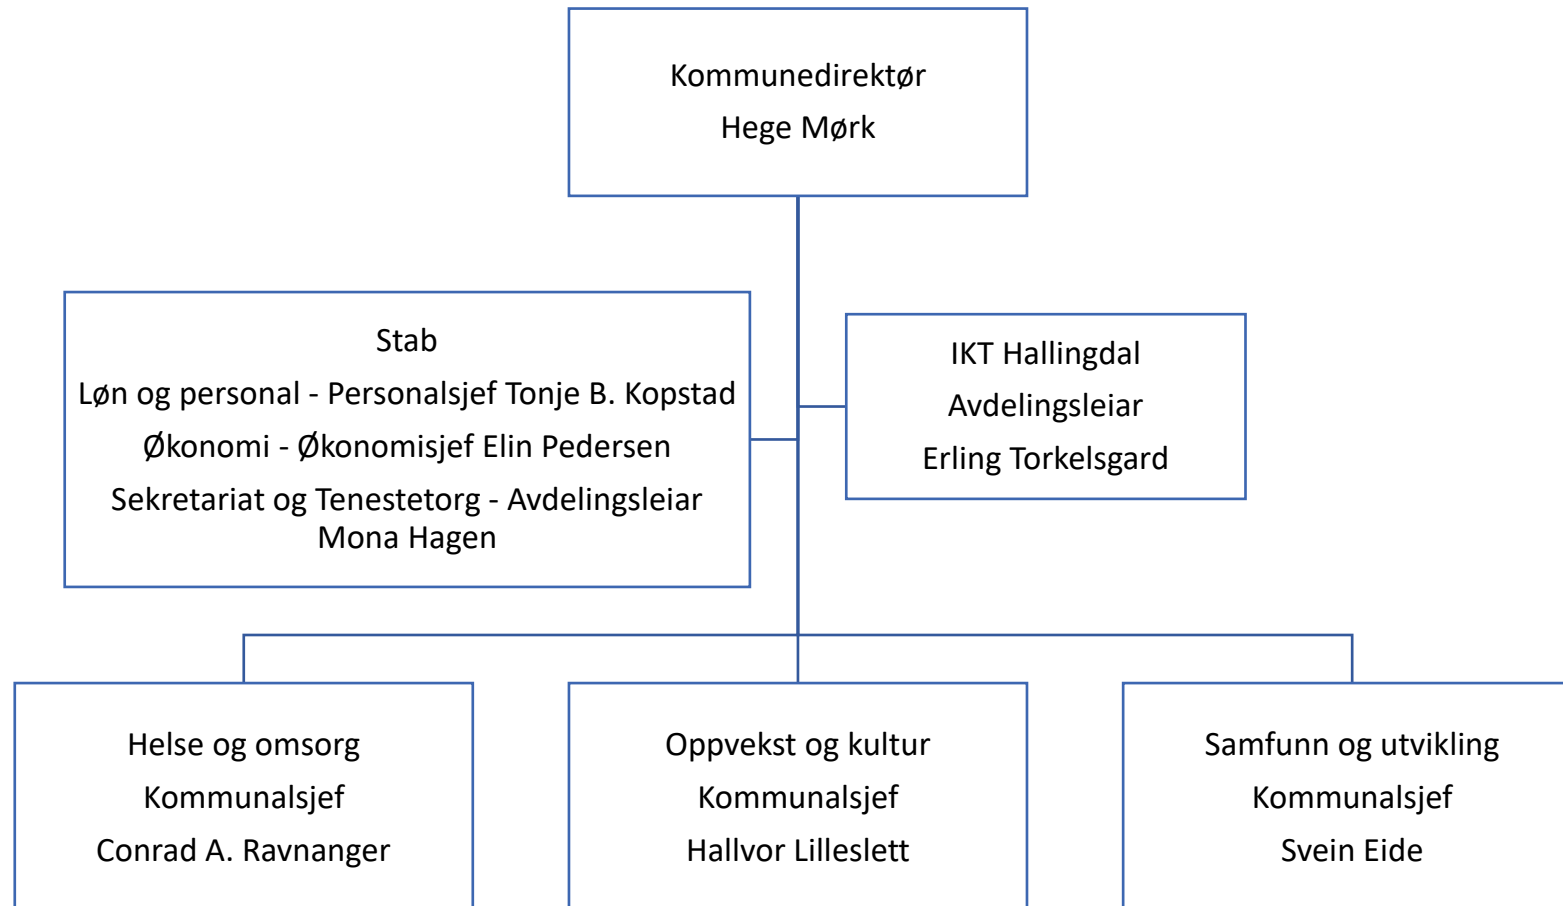 Kommunedirektør
Hege Mørk
Stab
Løn og personal - Personalsjef Tonje B. Kopstad
Økonomi - Økonomisjef Elin Pedersen
Sekretariat og Tenestetorg - Avdelingsleiar
Mona Hagen
IKT Hallingdal
Avdelingsleiar
Erling Torkelsgard
Helse og omsorg
Kommunalsjef
Conrad A. Ravnanger
Oppvekst og kultur
Kommunalsjef
Hallvor Lilleslett
Samfunn og utvikling
Kommunalsjef
Svein Eide